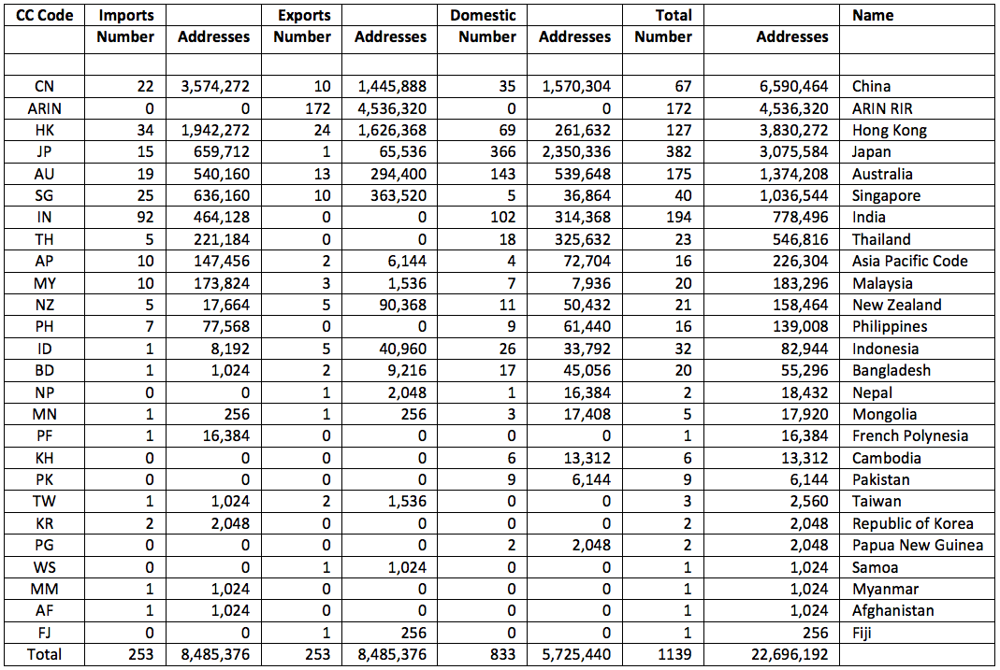 CC Code Imports Exports Domestic Total Name
Number Addresses Number Addresses Number Addresses Number Addresses
CN 22 3,574,272 10 1,445,888 35 1,570,304 67 6,590,464 China
ARIN 0 0 172 4,536,320 0 0 172 4,536,320 ARIN RIR
HK 34 1,942,272 24 1,626,368 69 261,632 127 3,830,272 Hong Kong
JP 15 659,712 1 65,536 366 2,350,336 382 3,075,584 Japan
AU 19 540,160 13 294,400 143 539,648 175 1,374,208 Australia
SG 25 636,160 10 363,520 5 36,864 40 1,036,544 Singapore
IN 92 464,128 0 0 102 314,368 194 778,496 India
TH 5 221,184 0 0 18 325,632 23 546,816 Thailand
AP 10 147,456 2 6,144 4 72,704 16 226,304 Asia Pacific Code
MY 10 173,824 3 1,536 7 7,936 20 183,296 Malaysia
NZ 5 17,664 5 90,368 11 50,432 21 158,464 New Zealand
PH 7 77,568 0 0 9 61,440 16 139,008 Philippines
ID 1 8,192 5 40,960 26 33,792 32 82,944 Indonesia
BD 1 1,024 2 9,216 17 45,056 20 55,296 Bangladesh
NP 0 0 1 2,048 1 16,384 2 18,432 Nepal
MN 1 256 1 256 3 17,408 5 17,920 Mongolia
PF 1 16,384 0 0 0 0 1 16,384 French Polynesia
KH 0 0 0 0 6 13,312 6 13,312 Cambodia
PK 0 0 0 0 9 6,144 9 6,144 Pakistan
TW 1 1,024 2 1,536 0 0 3 2,560 Taiwan
KR 2 2,048 0 0 0 0 2 2,048 Republic of Korea
PG 0 0 0 0 2 2,048 2 2,048 Papua New Guinea
WS 0 0 1 1,024 0 0 1 1,024 Samoa
MM 1 1,024 0 0 0 0 1 1,024 Myanmar
AF 1 1,024 0 0 0 0 1 1,024 Afghanistan
FJ 0 0 1 256 0 0 1 256 Fiji
Total 253 8,485,376 253 8,485,376 833 5,725,440 1139 22,696,192